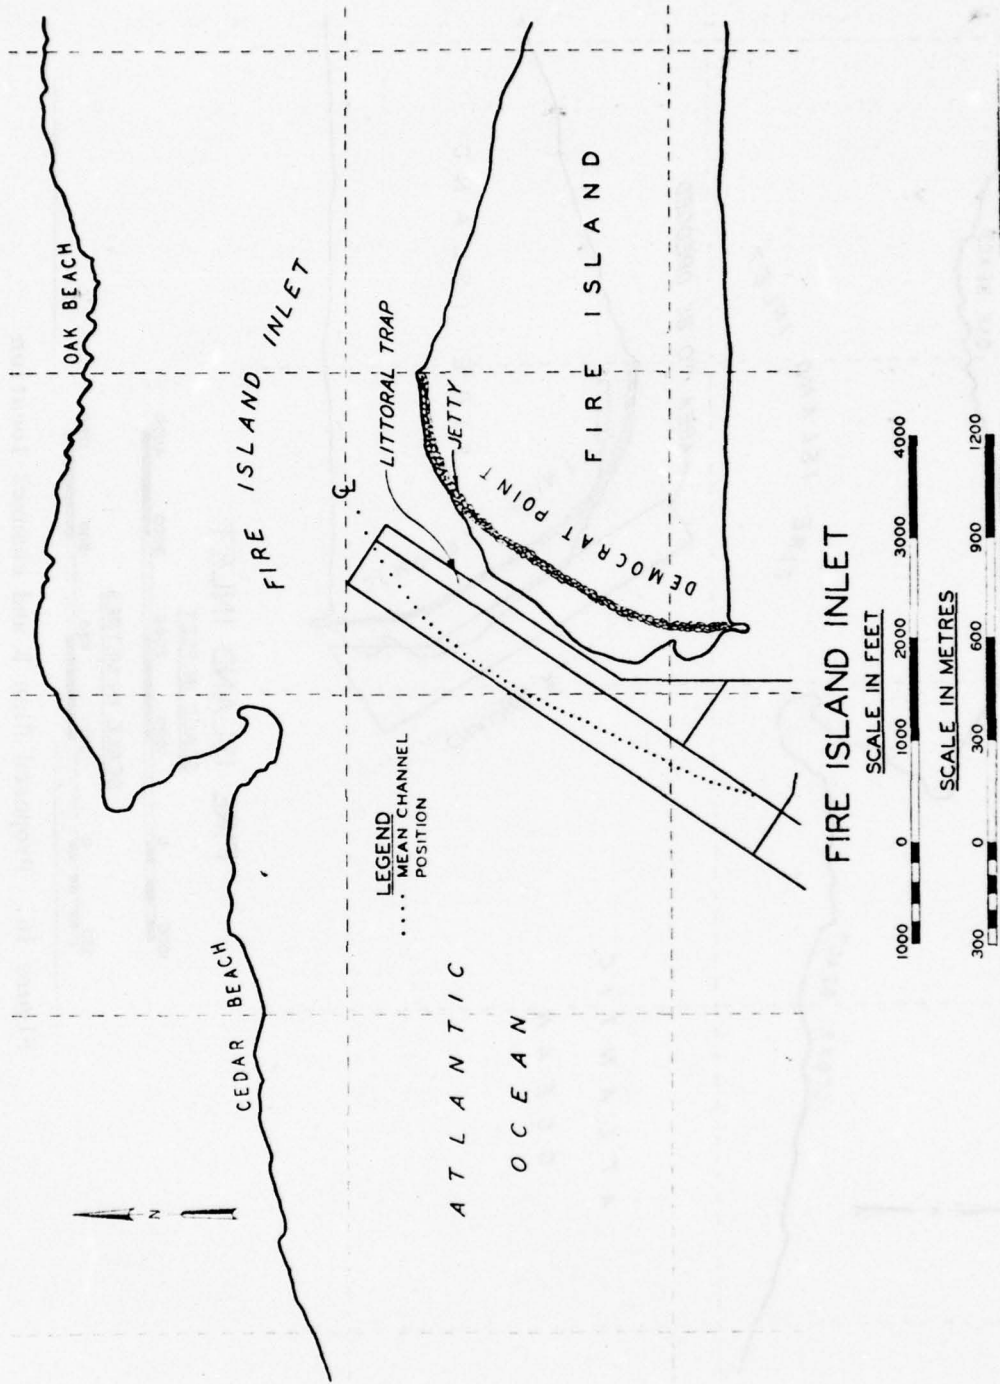 OAK BEACH
FIRE ISLAND INLET
CEDAR BEACH
N
℄
LITTORAL TRAP
JETTY
LEGEND
.... MEAN CHANNEL
POSITION
DEMOCRAT POINT
FIRE ISLAND
ATLANTIC
OCEAN
FIRE ISLAND INLET
SCALE IN FEET
1000 0 1000 2000 3000 4000
SCALE IN METRES
300 0 300 600 900 1200